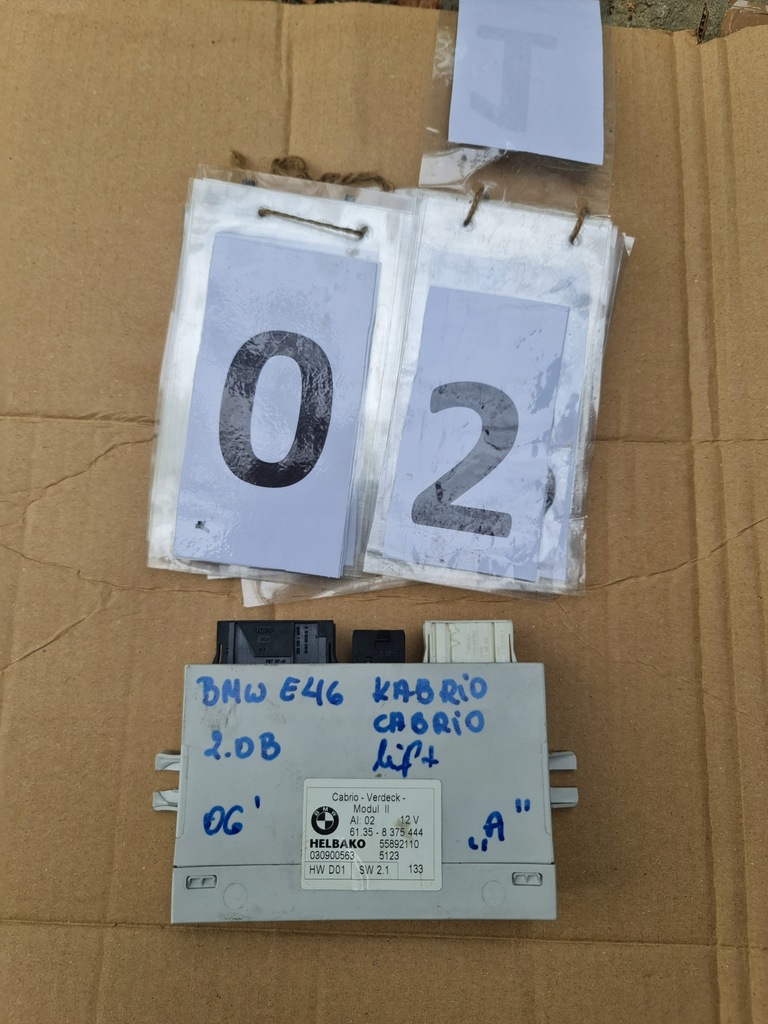 0 2
BMW E46 KABRiO
CABRiO
2.0B lift
06' „A"
Cabrio - Verdeck -
Modul II
AI: 02 12 V
61.35 - 8 375 444
HELBAKO 55892110
030900563 5123
HW D01 SW 2.1 133